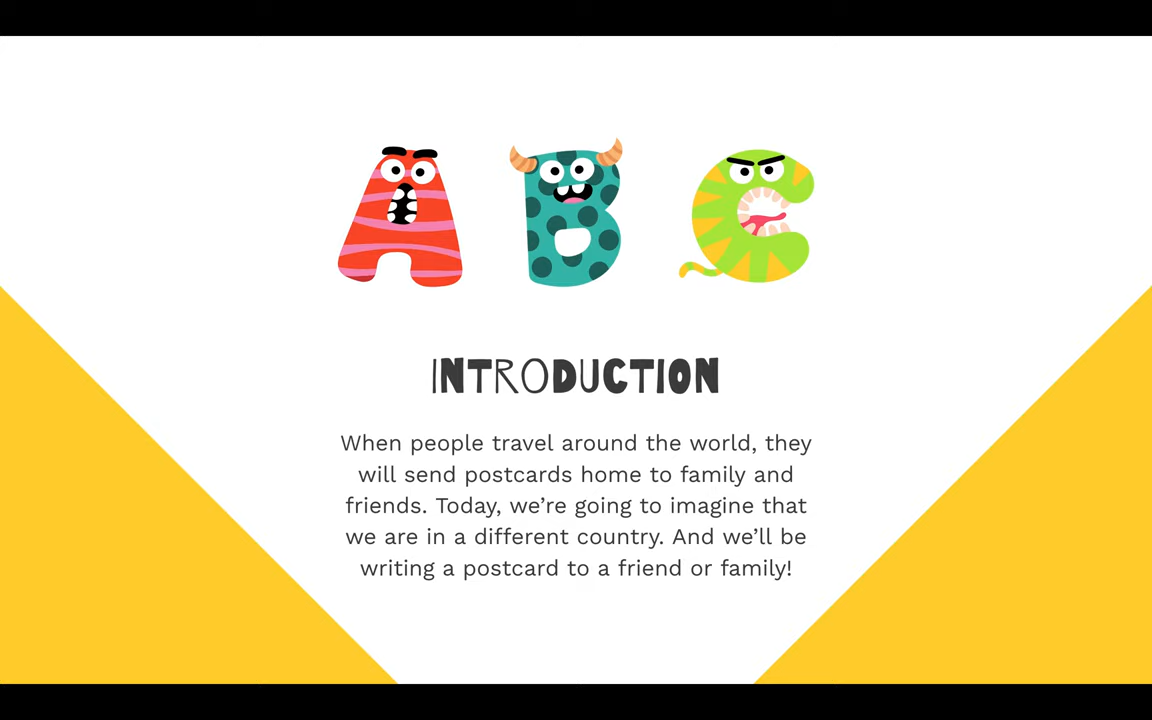 A B C
INTRODUCTION
When people travel around the world, they
will send postcards home to family and
friends. Today, we’re going to imagine that
we are in a different country. And we’ll be
writing a postcard to a friend or family!